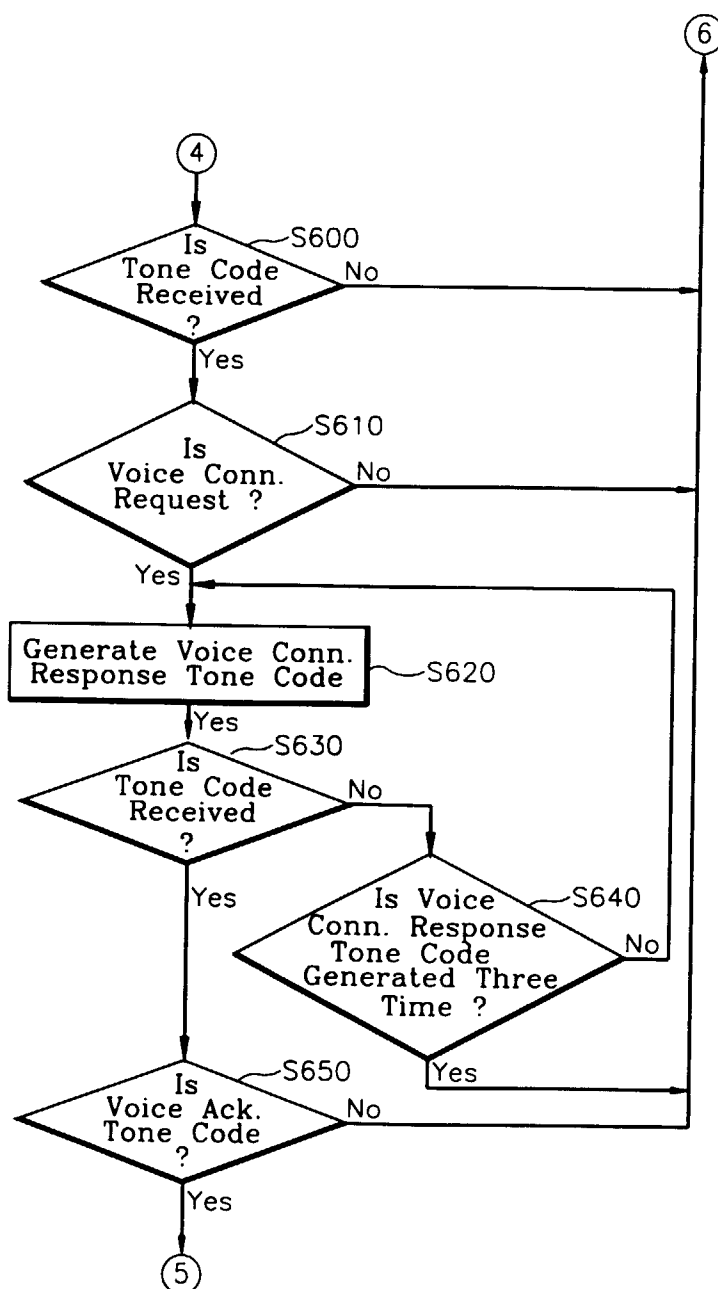 6
4
S600
Is
Tone Code
Received
?
No
Yes
S610
Is
Voice Conn.
Request ?
No
Yes
Generate Voice Conn.
Response Tone Code
S620
Yes
S630
Is
Tone Code
Received
?
No
Yes
S640
Is Voice
Conn. Response
Tone Code
Generated Three
Time ?
No
Yes
S650
Is
Voice Ack.
Tone Code
?
No
Yes
5